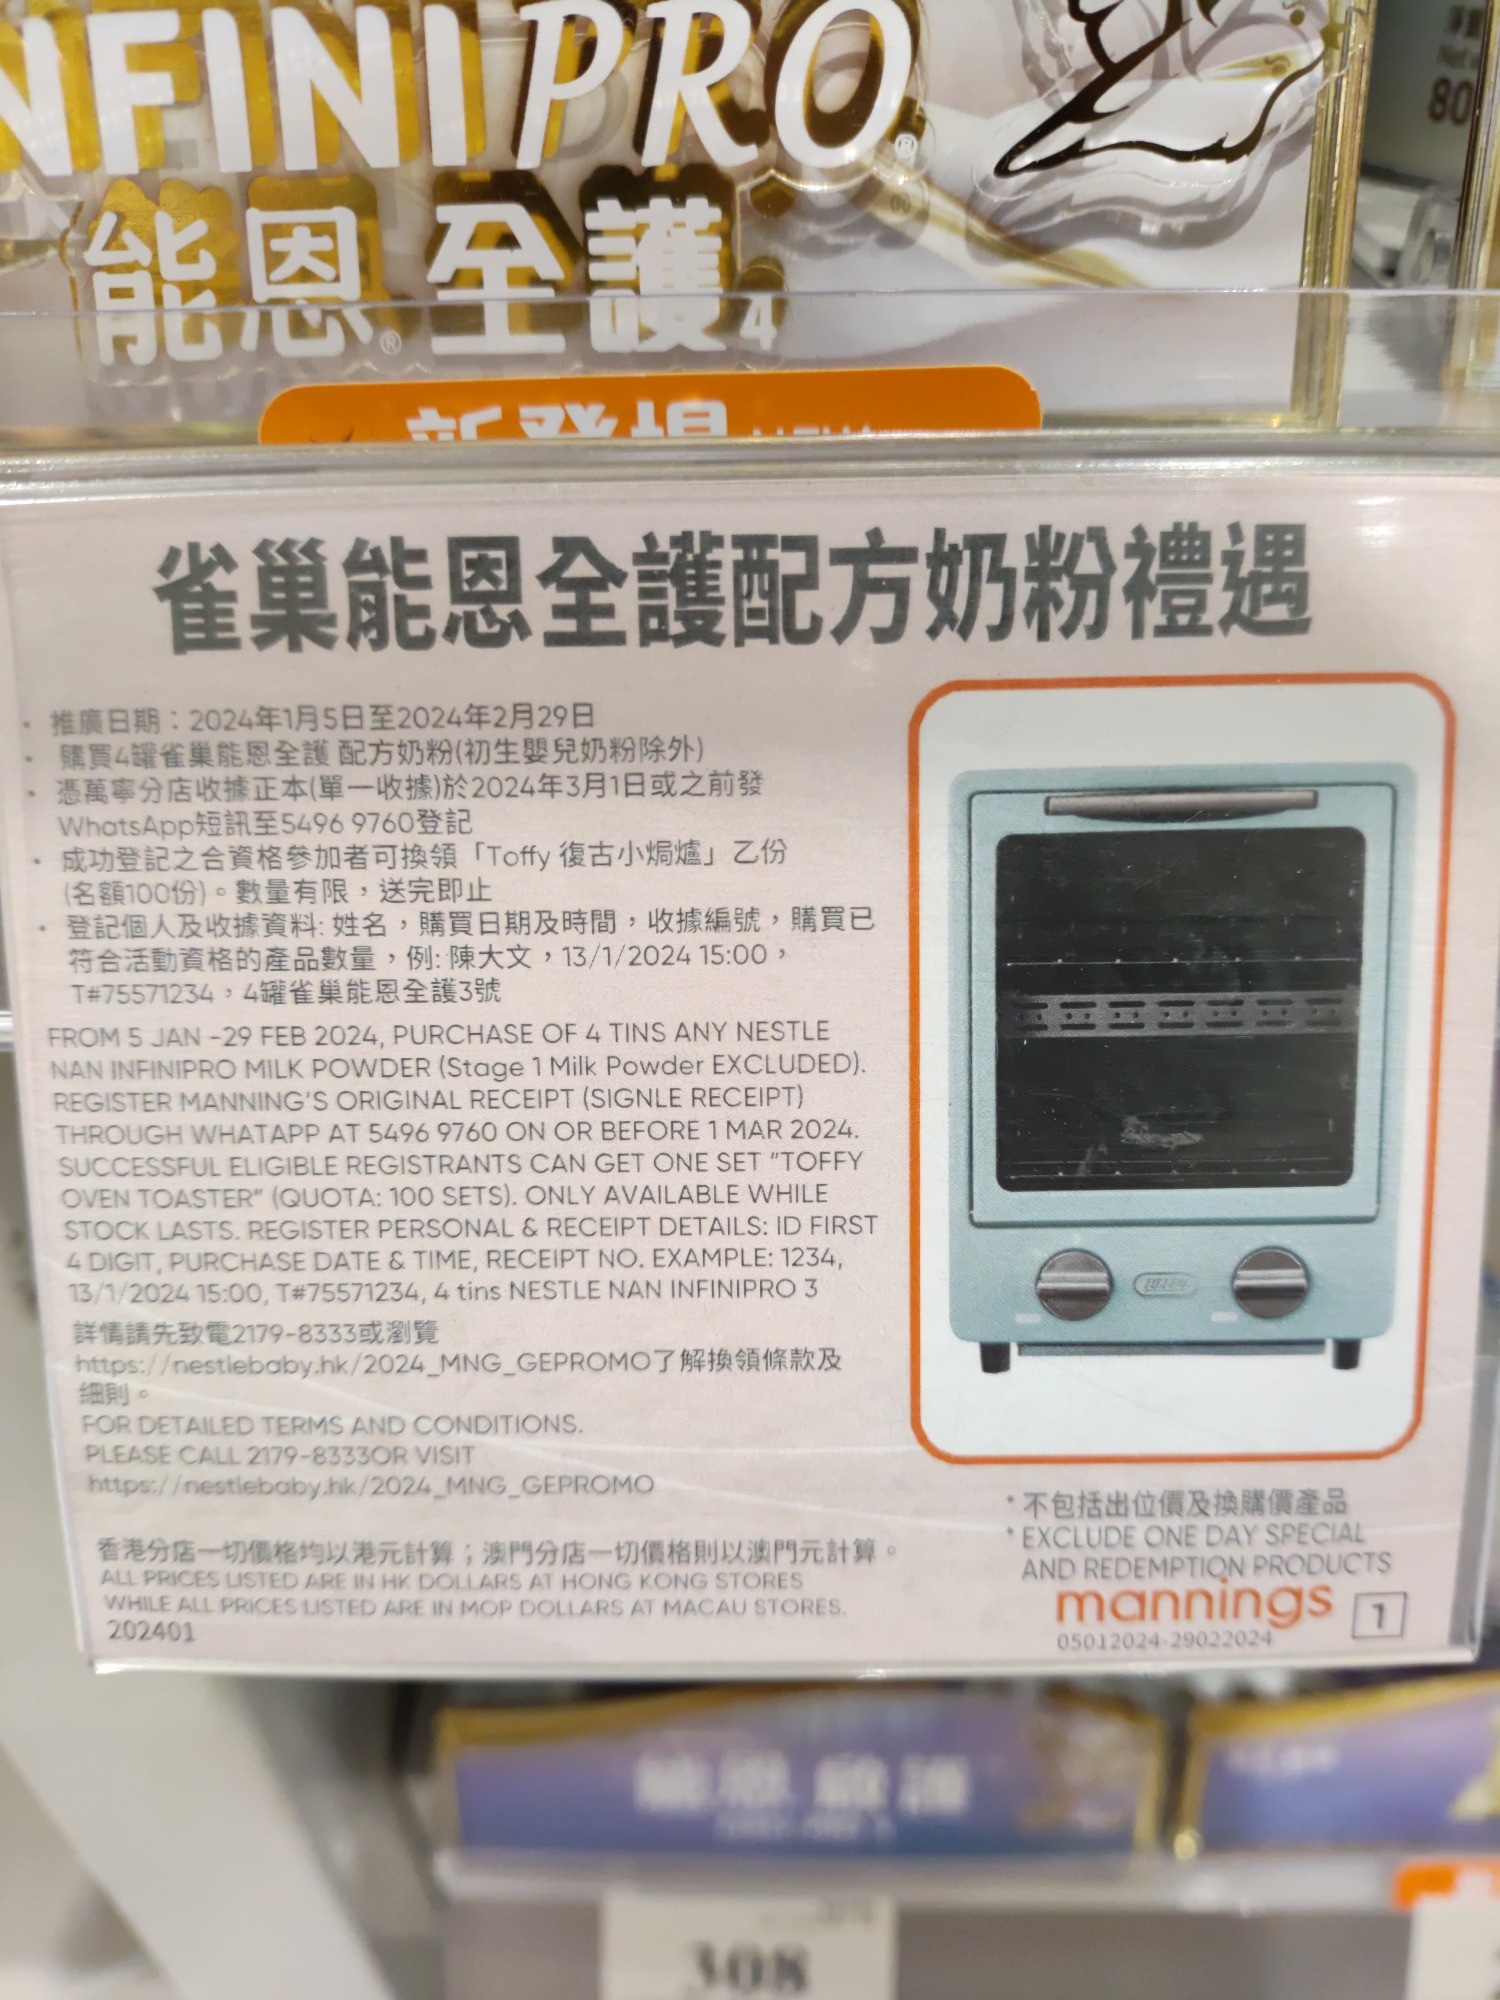 NFINIPRO®
能恩®全護4
新登場
雀巢能恩全護配方奶粉禮遇
· 推廣日期：2024年1月5日至2024年2月29日
· 購買4罐雀巢能恩全護 配方奶粉(初生嬰兒奶粉除外)
· 憑萬寧分店收據正本(單一收據)於2024年3月1日或之前發
WhatsApp短訊至5496 9760登記
· 成功登記之合資格參加者可換領「Toffy 復古小焗爐」乙份
(名額100份)。數量有限，送完即止
· 登記個人及收據資料: 姓名，購買日期及時間，收據編號，購買已
符合活動資格的產品數量，例: 陳大文，13/1/2024 15:00，
T#75571234，4罐雀巢能恩全護3號
FROM 5 JAN -29 FEB 2024, PURCHASE OF 4 TINS ANY NESTLE
NAN INFINIPRO MILK POWDER (Stage 1 Milk Powder EXCLUDED).
REGISTER MANNING'S ORIGINAL RECEIPT (SIGNLE RECEIPT)
THROUGH WHATAPP AT 5496 9760 ON OR BEFORE 1 MAR 2024.
SUCCESSFUL ELIGIBLE REGISTRANTS CAN GET ONE SET "TOFFY
OVEN TOASTER" (QUOTA: 100 SETS). ONLY AVAILABLE WHILE
STOCK LASTS. REGISTER PERSONAL & RECEIPT DETAILS: ID FIRST
4 DIGIT, PURCHASE DATE & TIME, RECEIPT NO. EXAMPLE: 1234,
13/1/2024 15:00, T#75571234, 4 tins NESTLE NAN INFINIPRO 3
詳情請先致電2179-8333或瀏覽
https://nestlebaby.hk/2024_MNG_GEPROMO了解換領條款及
細則。
FOR DETAILED TERMS AND CONDITIONS.
PLEASE CALL 2179-8333OR VISIT
https://nestlebaby.hk/2024_MNG_GEPROMO
香港分店一切價格均以港元計算；澳門分店一切價格則以澳門元計算。
ALL PRICES LISTED ARE IN HK DOLLARS AT HONG KONG STORES
WHILE ALL PRICES LISTED ARE IN MOP DOLLARS AT MACAU STORES.
202401
* 不包括出位價及換購價產品
* EXCLUDE ONE DAY SPECIAL
AND REDEMPTION PRODUCTS
mannings 1
05012024-29022024
能恩 啟護
308
80